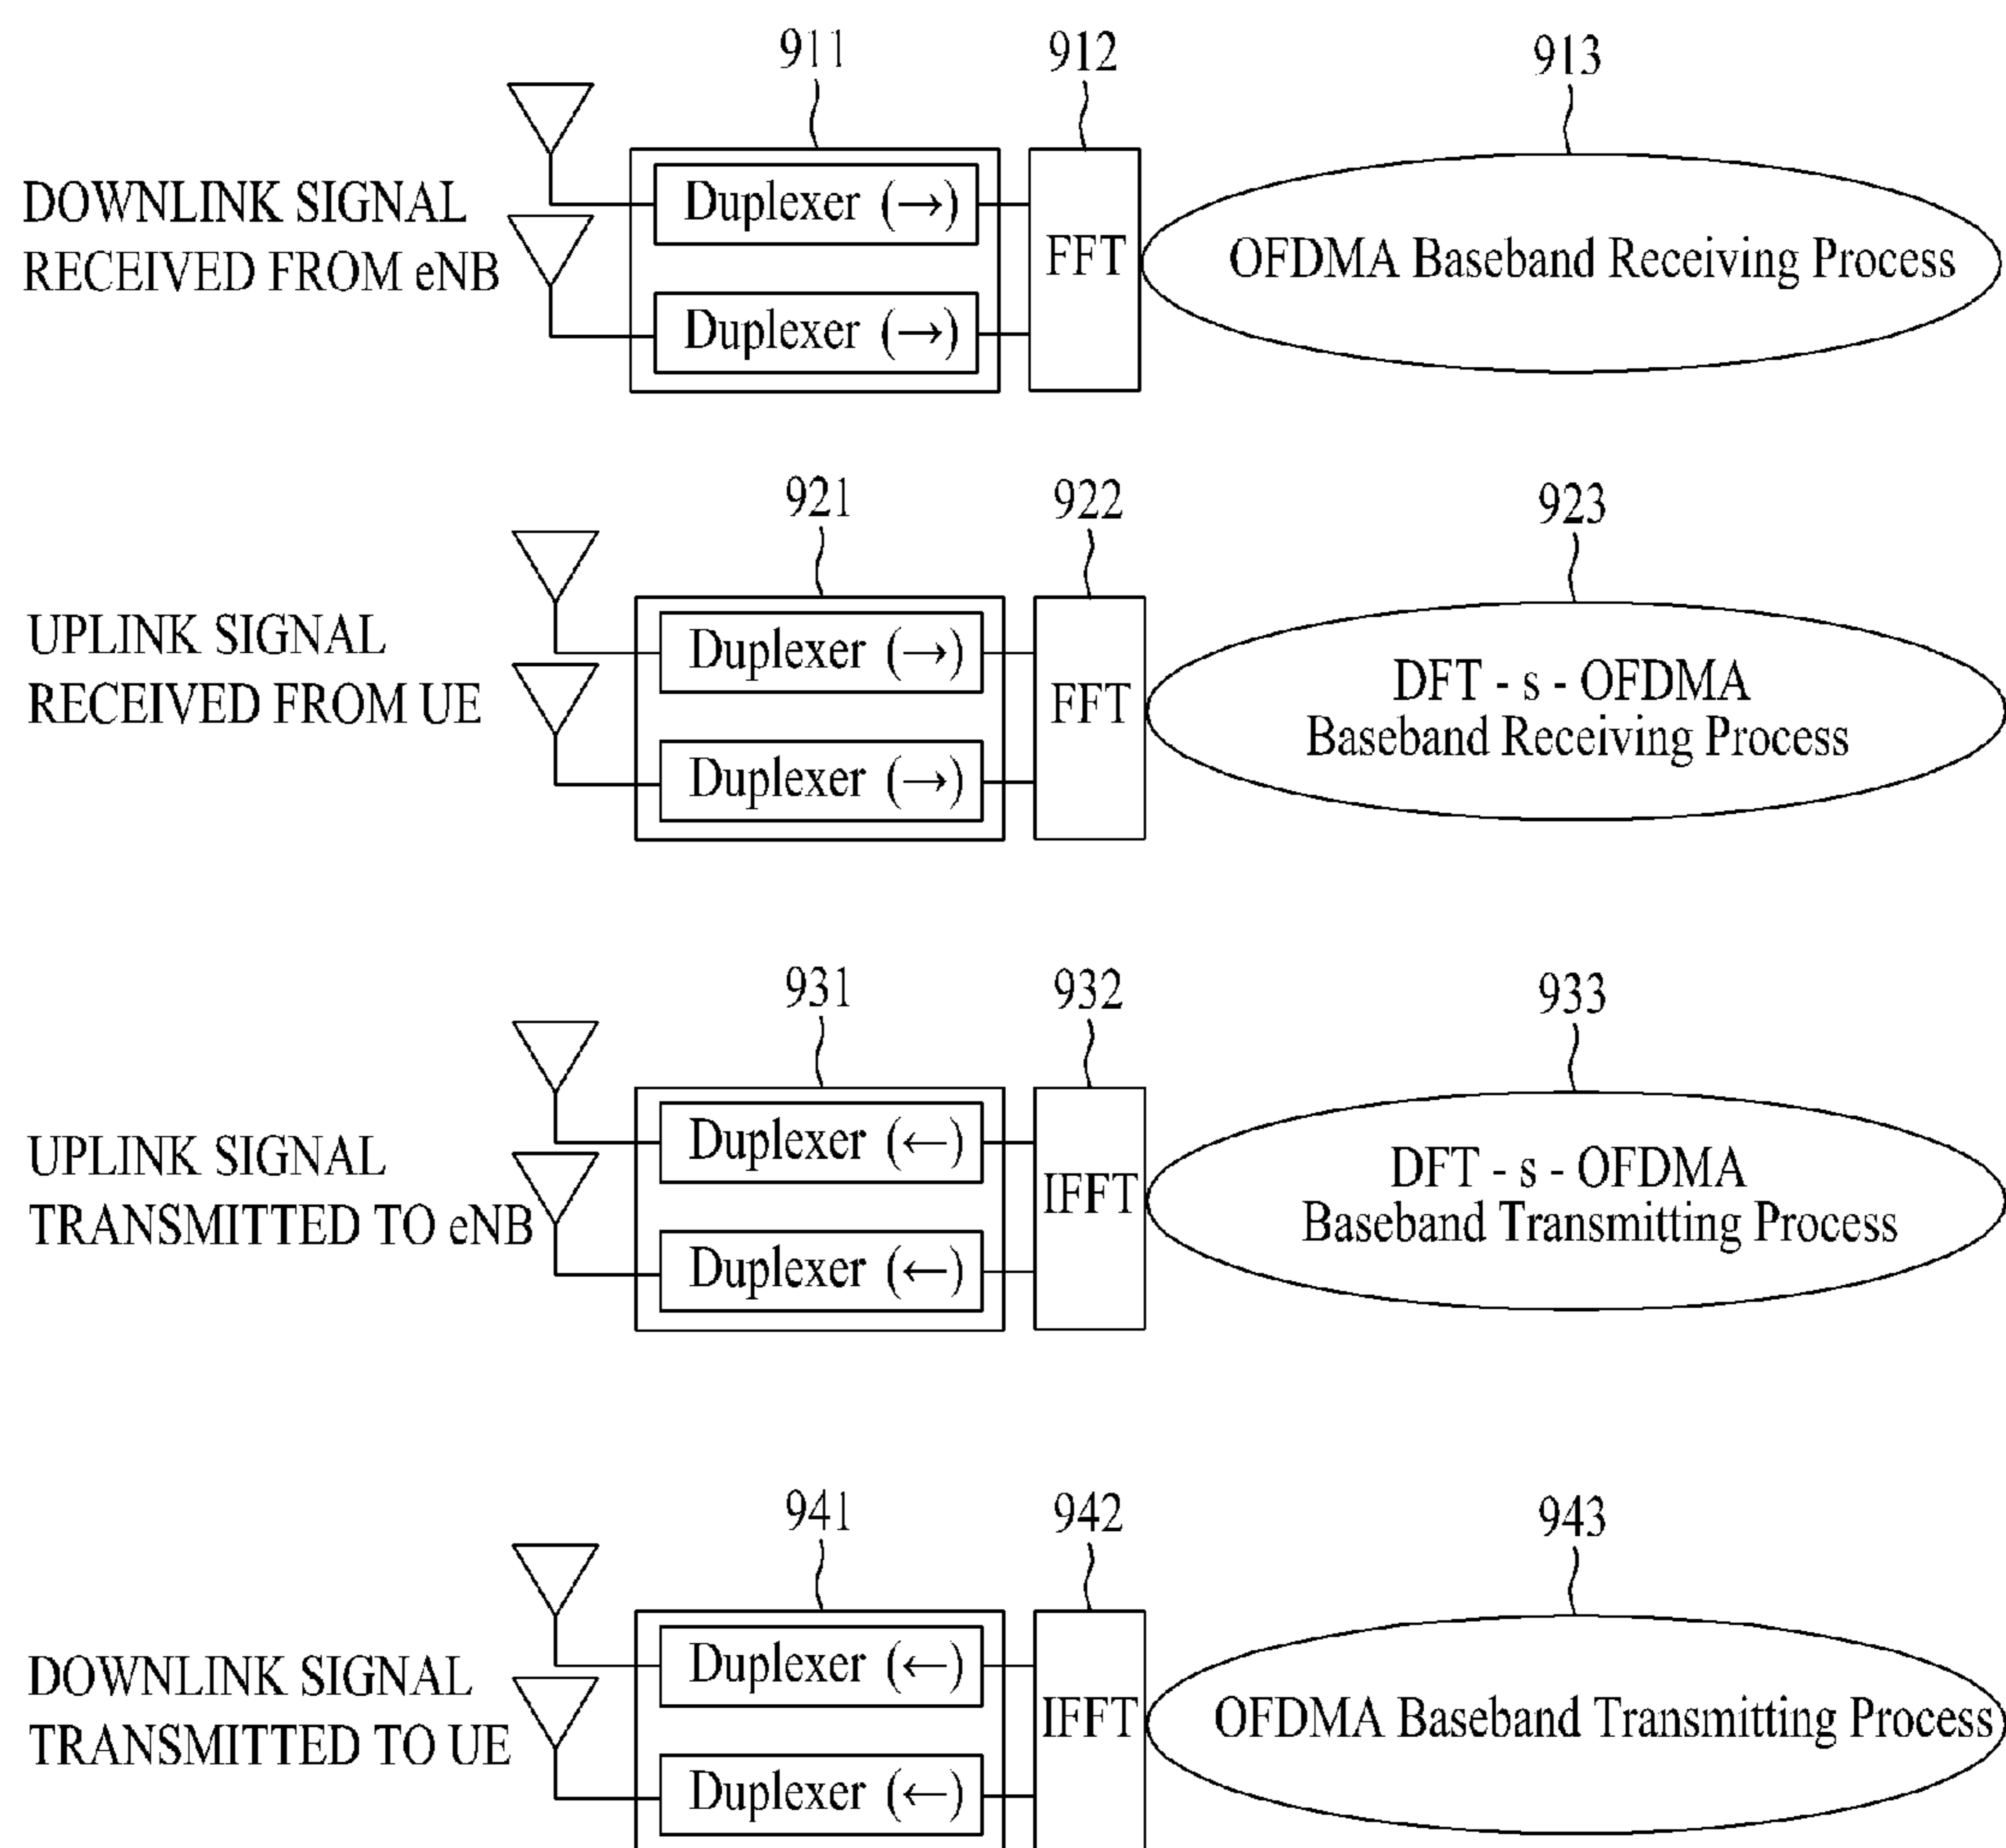 911
912
913
DOWNLINK SIGNAL
RECEIVED FROM eNB
Duplexer (→)
Duplexer (→)
FFT
OFDMA Baseband Receiving Process
921
922
923
UPLINK SIGNAL
RECEIVED FROM UE
Duplexer (→)
Duplexer (→)
FFT
DFT - s - OFDMA
Baseband Receiving Process
931
932
933
UPLINK SIGNAL
TRANSMITTED TO eNB
Duplexer (←)
Duplexer (←)
IFFT
DFT - s - OFDMA
Baseband Transmitting Process
941
942
943
DOWNLINK SIGNAL
TRANSMITTED TO UE
Duplexer (←)
Duplexer (←)
IFFT
OFDMA Baseband Transmitting Process